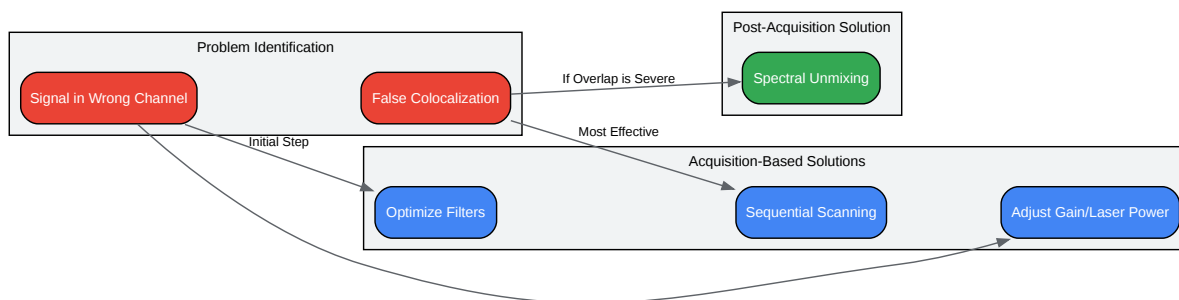 Post-Acquisition Solution
Problem Identification
Spectral Unmixing
If Overlap is Severe
Signal in Wrong Channel
False Colocalization
Most Effective
Initial Step
Acquisition-Based Solutions
Optimize Filters
Sequential Scanning
Adjust Gain/Laser Power